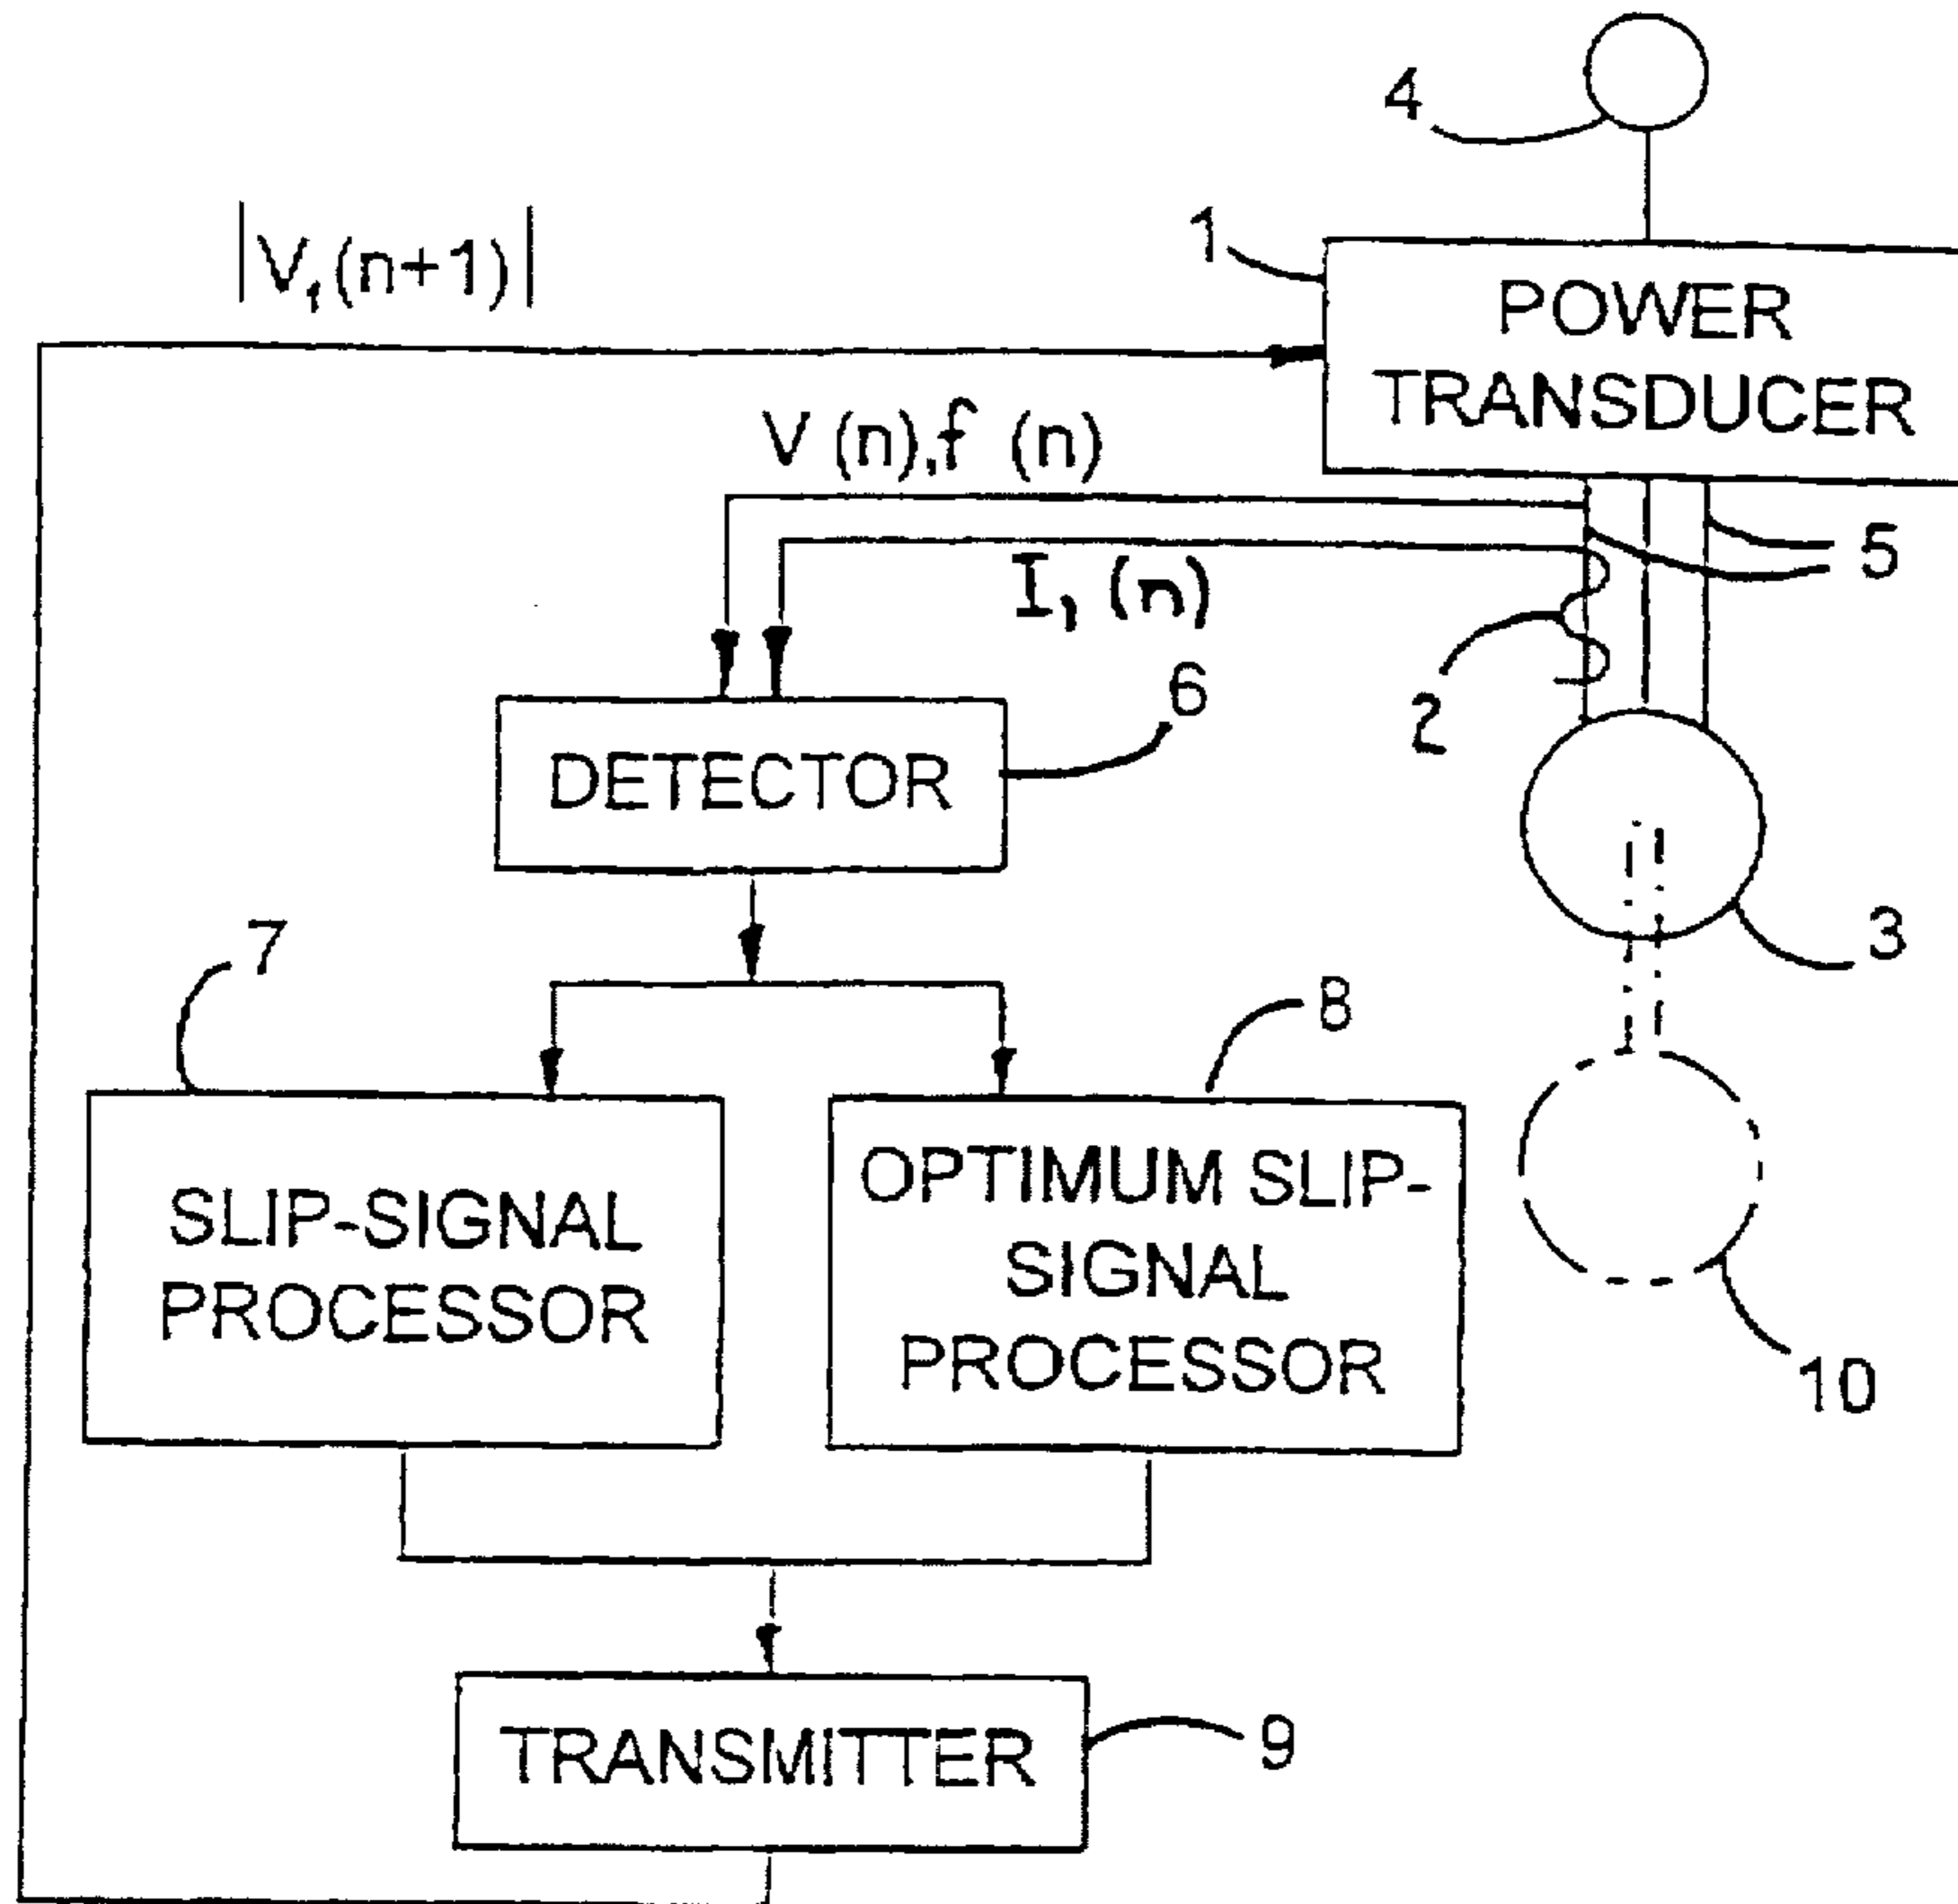 4
1
|V₁(n+1)|
POWER
TRANSDUCER
V (n),f (n)
5
I₁ (n)
2
6
DETECTOR
3
7
8
SLIP-SIGNAL
PROCESSOR
OPTIMUM SLIP-
SIGNAL
PROCESSOR
10
TRANSMITTER
9